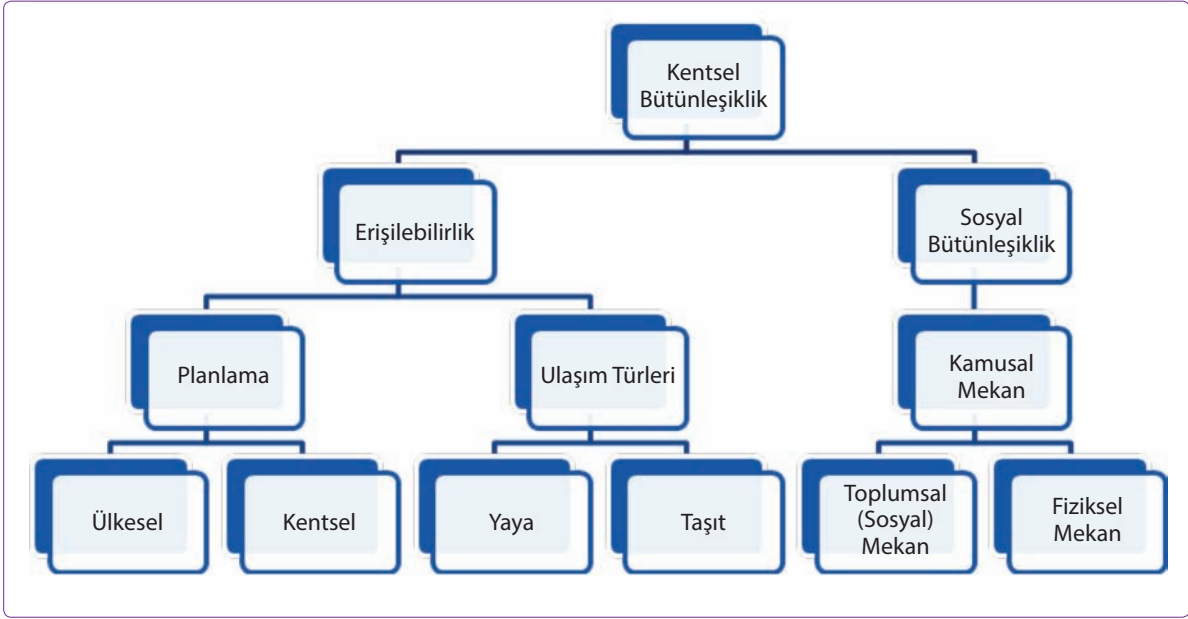 Kentsel
Bütünleşiklik
Erişilebilirlik
Sosyal
Bütünleşiklik
Planlama
Ulaşım Türleri
Kamusal
Mekan
Ülkesel
Kentsel
Yaya
Taşıt
Toplumsal
(Sosyal)
Mekan
Fiziksel
Mekan